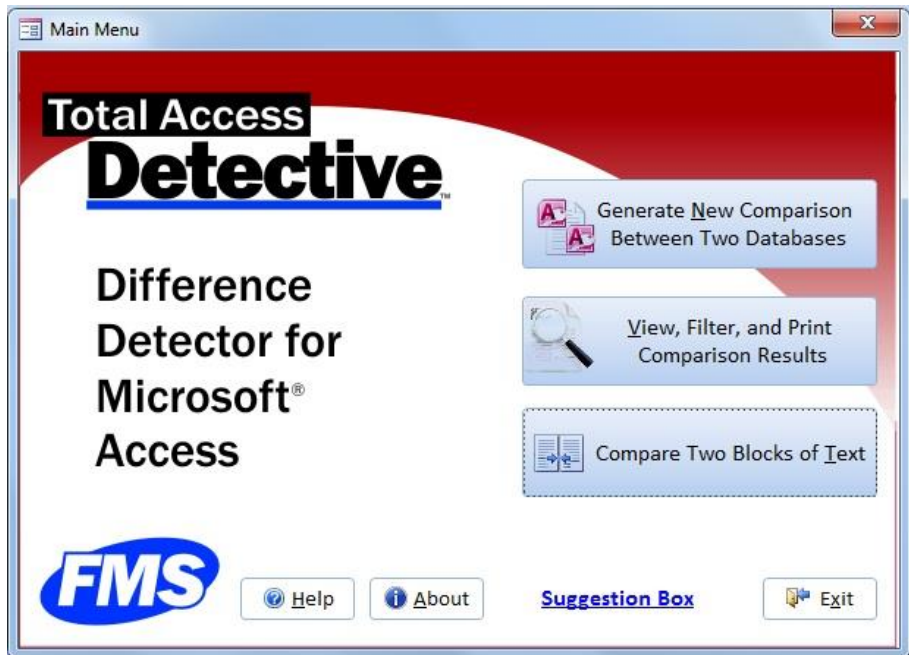 Main Menu
Total Access
Detective™
Difference
Detector for
Microsoft®
Access
Generate New Comparison
Between Two Databases
View, Filter, and Print
Comparison Results
Compare Two Blocks of Text
FMS
Help
About
Suggestion Box
Exit